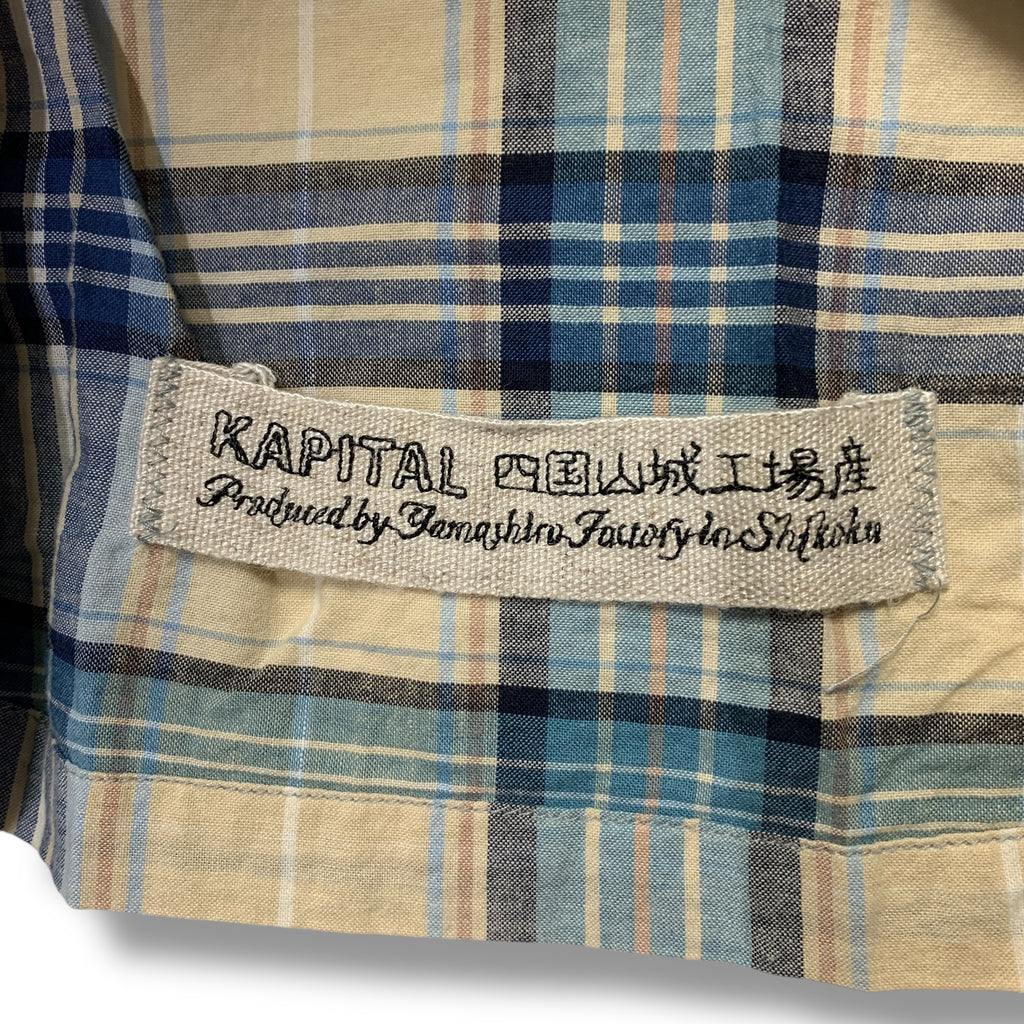 KAPITAL 四国山城工場産
Produced by Yamashiro Factory in Shikoku